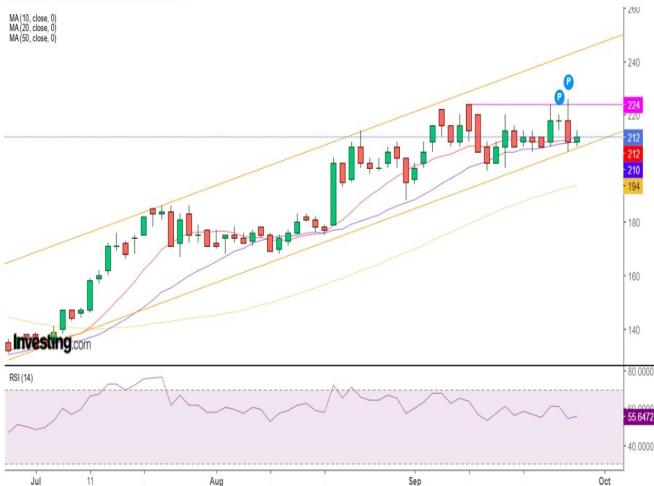 MA (10, close, 0)
MA (20, close, 0)
MA (50, close, 0)
260
240
224
220
212
212
210
194
180
160
140
P
P
Investing.com
RSI (14)
80.0000
60.0000
55.6472
40.0000
Jul 11 Aug Sep Oct